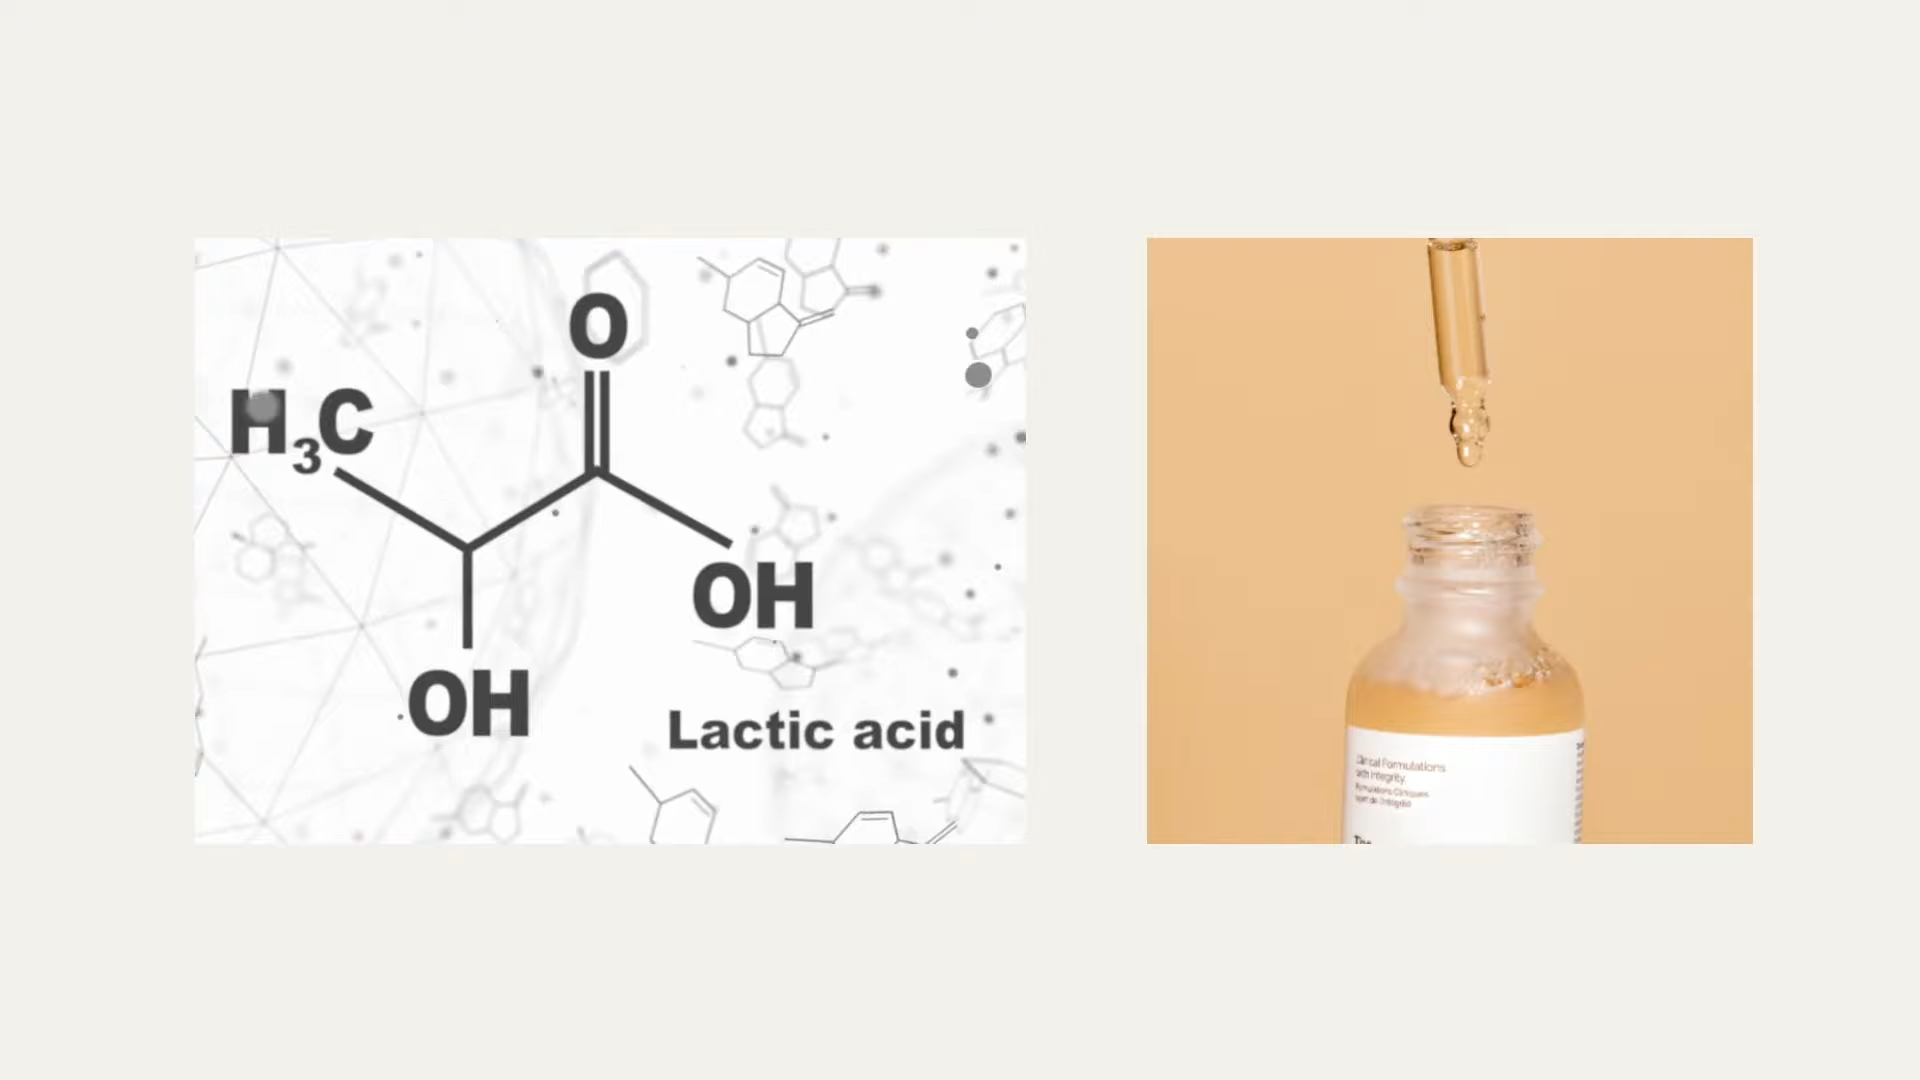 O
H₃C
OH
OH
Lactic acid
Clinical Formulations
with Integrity.